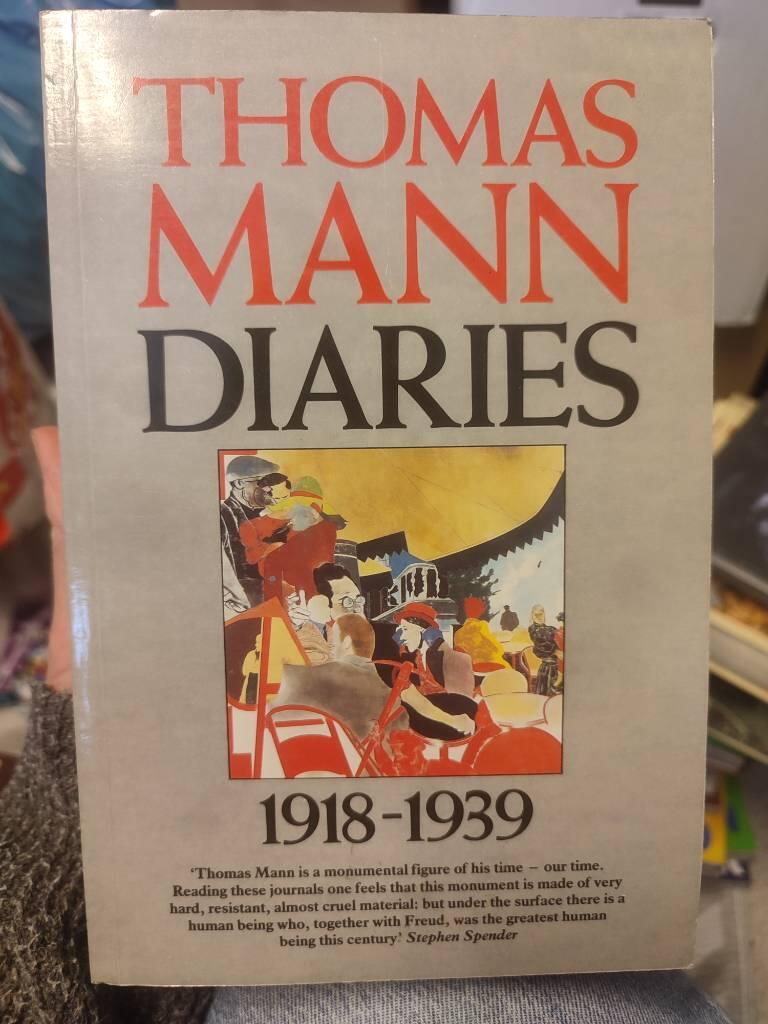 THOMAS
MANN
DIARIES
1918-1939
‘Thomas Mann is a monumental figure of his time – our time.
Reading these journals one feels that this monument is made of very
hard, resistant, almost cruel material: but under the surface there is a
human being who, together with Freud, was the greatest human
being this century.’ Stephen Spender